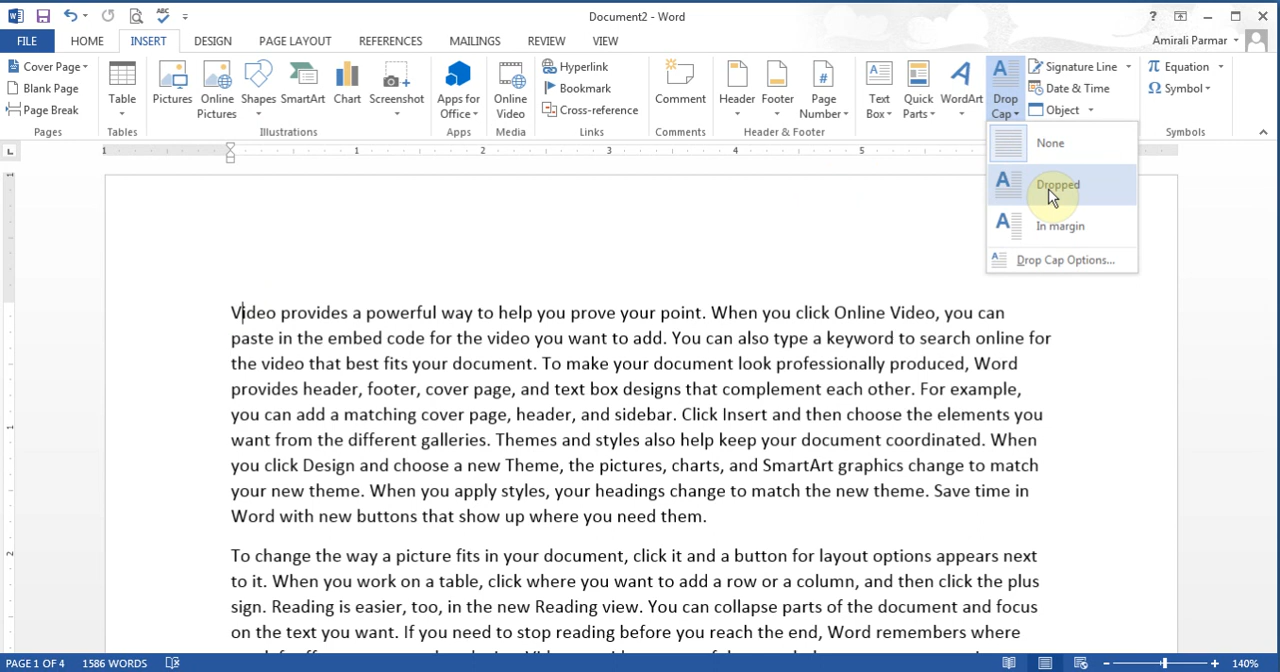 Document2 - Word
Amirali Parmar
FILE HOME INSERT DESIGN PAGE LAYOUT REFERENCES MAILINGS REVIEW VIEW
Cover Page
Blank Page
Page Break
Pages
Table
Tables
Pictures
Online Pictures
Shapes
SmartArt
Chart
Screenshot
Illustrations
Apps for Office
Apps
Online Video
Media
Hyperlink
Bookmark
Cross-reference
Links
Comment
Comments
Header
Footer
Page Number
Header & Footer
Text Box
Quick Parts
WordArt
Drop Cap
Signature Line
Date & Time
Object
Equation
Symbol
Symbols
None
Dropped
In margin
Drop Cap Options...
1 1 2 3 4 5
Video provides a powerful way to help you prove your point. When you click Online Video, you can
paste in the embed code for the video you want to add. You can also type a keyword to search online for
the video that best fits your document. To make your document look professionally produced, Word
provides header, footer, cover page, and text box designs that complement each other. For example,
you can add a matching cover page, header, and sidebar. Click Insert and then choose the elements you
want from the different galleries. Themes and styles also help keep your document coordinated. When
you click Design and choose a new Theme, the pictures, charts, and SmartArt graphics change to match
your new theme. When you apply styles, your headings change to match the new theme. Save time in
Word with new buttons that show up where you need them.
To change the way a picture fits in your document, click it and a button for layout options appears next
to it. When you work on a table, click where you want to add a row or a column, and then click the plus
sign. Reading is easier, too, in the new Reading view. You can collapse parts of the document and focus
on the text you want. If you need to stop reading before you reach the end, Word remembers where
PAGE 1 OF 4 1586 WORDS 140%